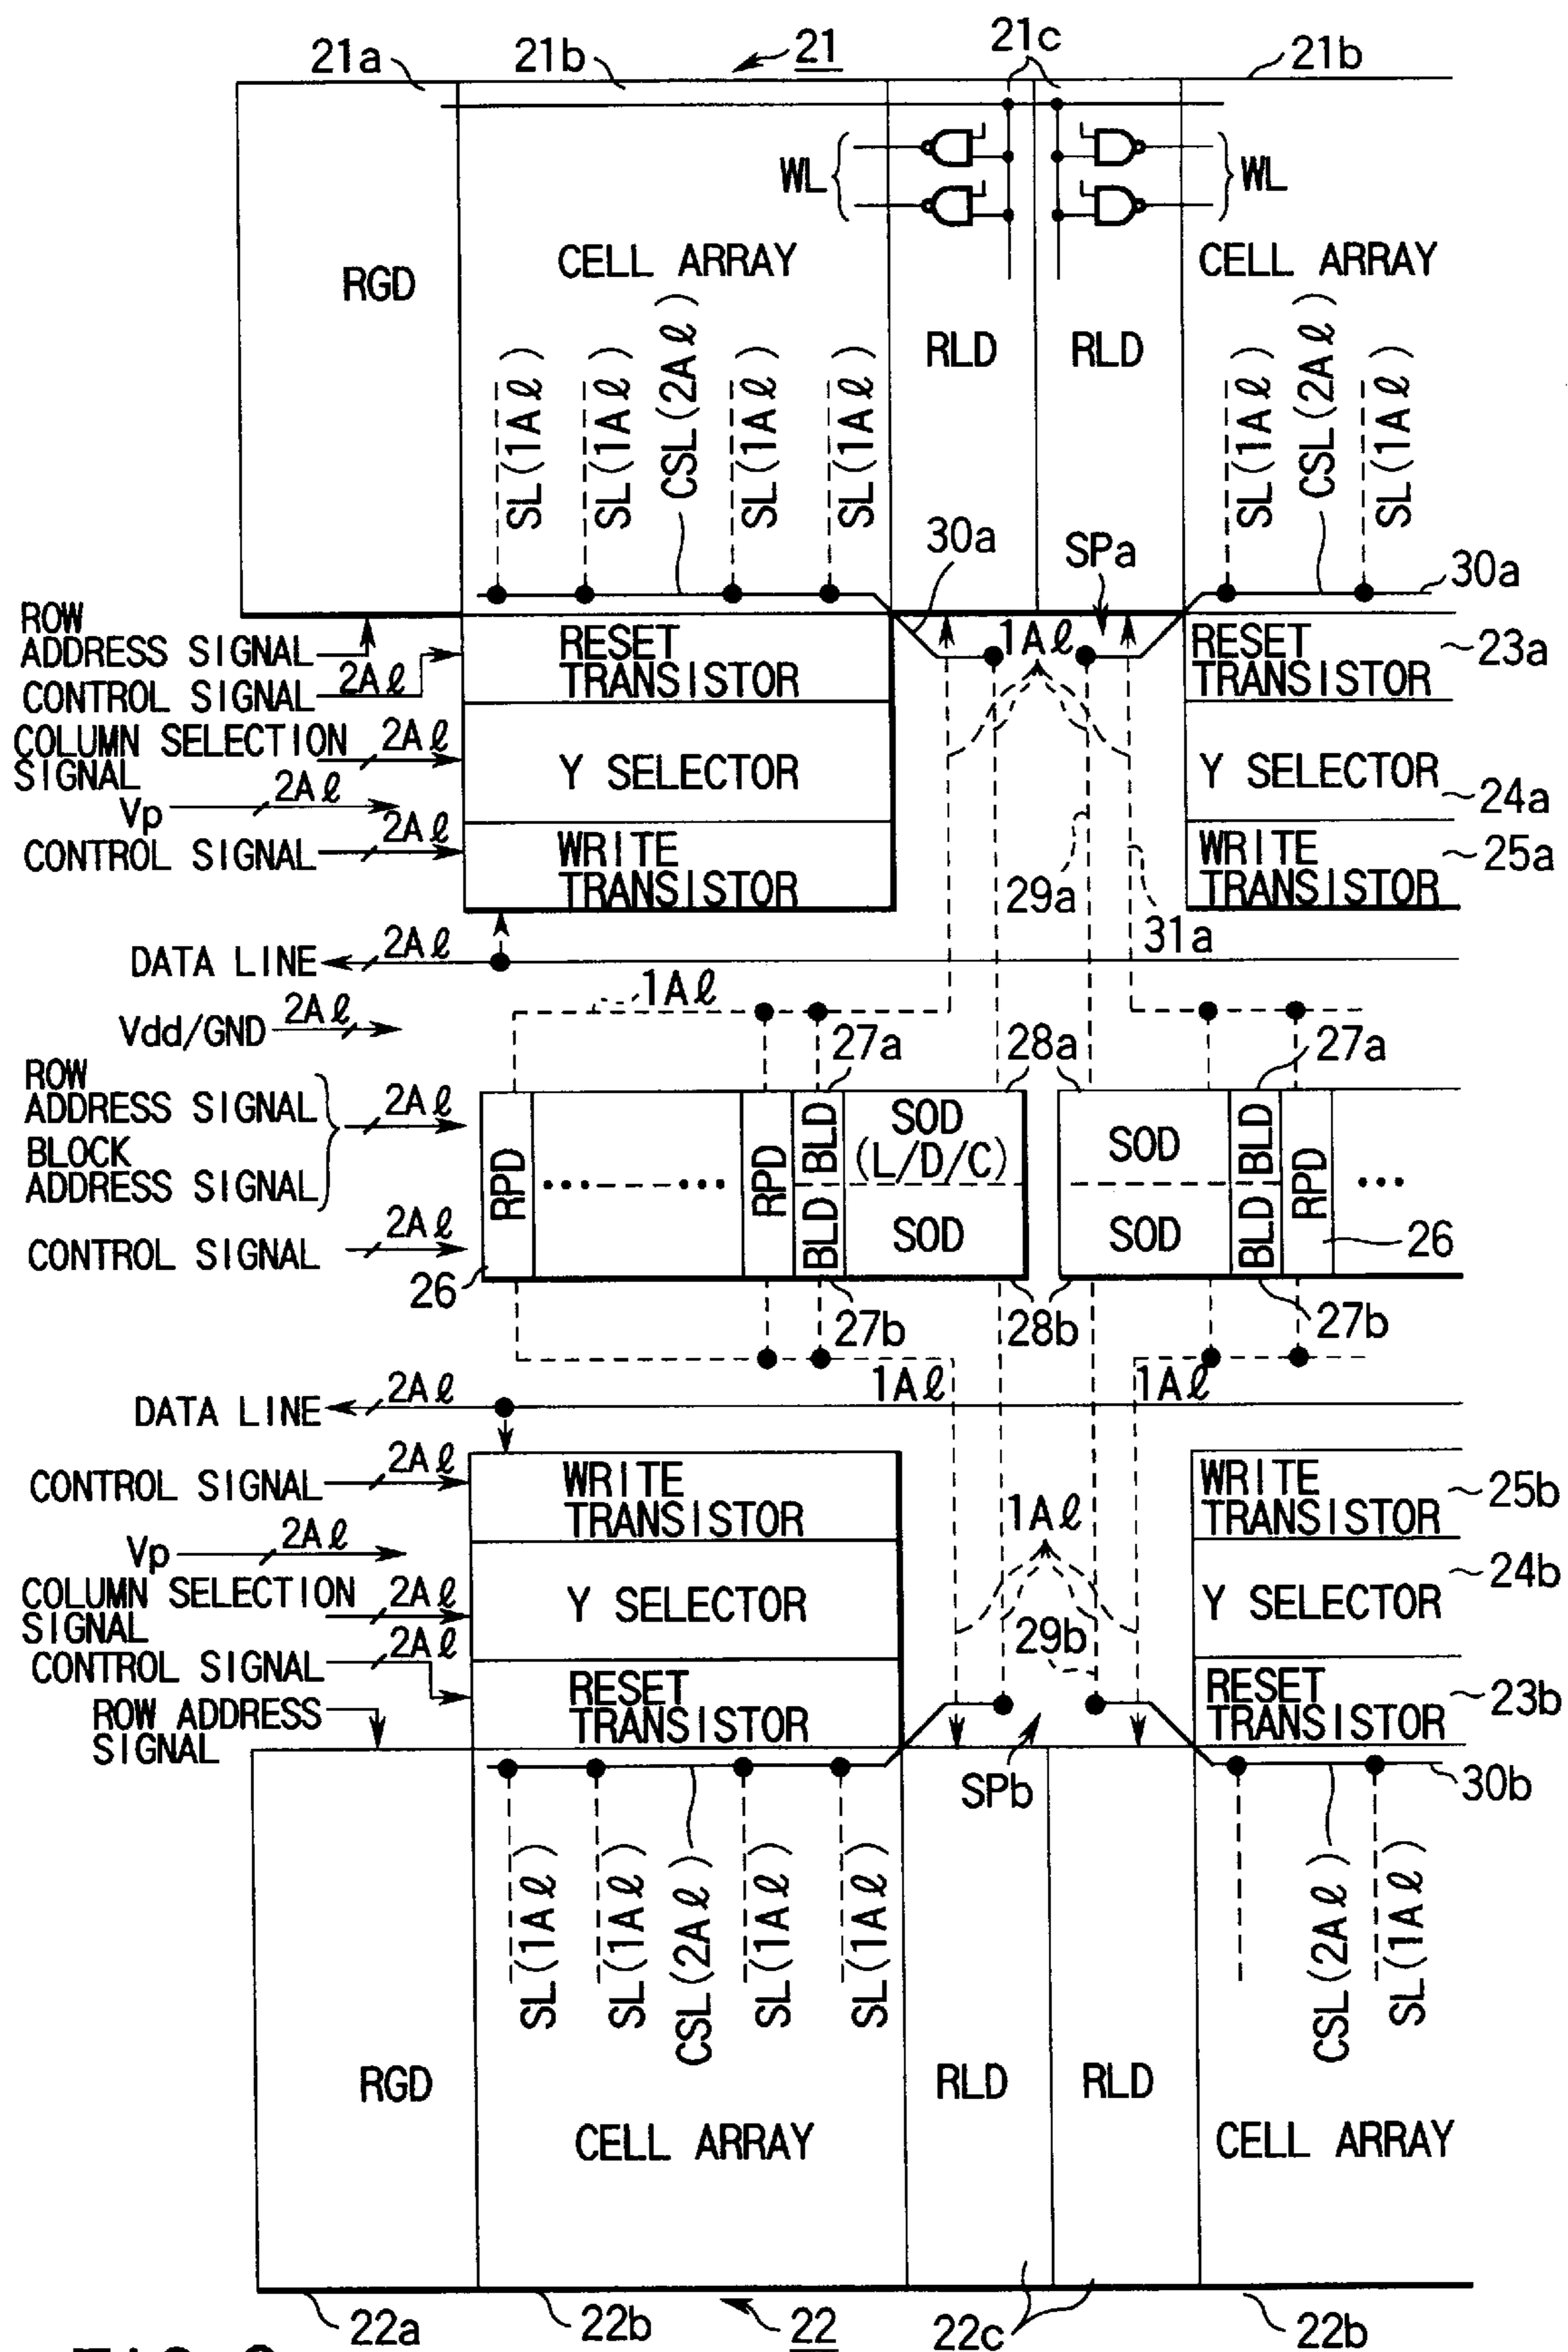 21a
21b
21
21c
21b
WL
WL
RGD
CELL ARRAY
CELL ARRAY
RLD
RLD
SL(1Aℓ)
SL(1Aℓ)
CSL(2Aℓ)
SL(1Aℓ)
SL(1Aℓ)
SL(1Aℓ)
CSL(2Aℓ)
SL(1Aℓ)
30a
SPa
30a
ROW
ADDRESS SIGNAL
2Aℓ
CONTROL SIGNAL
RESET
TRANSISTOR
1Aℓ
RESET
TRANSISTOR
23a
COLUMN SELECTION
SIGNAL
2Aℓ
Y SELECTOR
Y SELECTOR
24a
Vp
2Aℓ
CONTROL SIGNAL
2Aℓ
WRITE
TRANSISTOR
WRITE
TRANSISTOR
25a
29a
31a
DATA LINE
2Aℓ
1Aℓ
Vdd/GND
2Aℓ
27a
28a
27a
ROW
ADDRESS SIGNAL
BLOCK
ADDRESS SIGNAL
2Aℓ
RPD
RPD
BLD
SOD
(L/D/C)
SOD
BLD
RPD
BLD
SOD
SOD
BLD
CONTROL SIGNAL
2Aℓ
26
26
27b
28b
27b
1Aℓ
1Aℓ
DATA LINE
2Aℓ
CONTROL SIGNAL
2Aℓ
WRITE
TRANSISTOR
WRITE
TRANSISTOR
25b
1Aℓ
Vp
2Aℓ
COLUMN SELECTION
SIGNAL
2Aℓ
Y SELECTOR
Y SELECTOR
24b
29b
CONTROL SIGNAL
2Aℓ
RESET
TRANSISTOR
RESET
TRANSISTOR
23b
ROW ADDRESS
SIGNAL
SPb
30b
SL(1Aℓ)
SL(1Aℓ)
CSL(2Aℓ)
SL(1Aℓ)
SL(1Aℓ)
CSL(2Aℓ)
SL(1Aℓ)
RGD
RLD
RLD
CELL ARRAY
CELL ARRAY
22a
22b
22
22c
22b